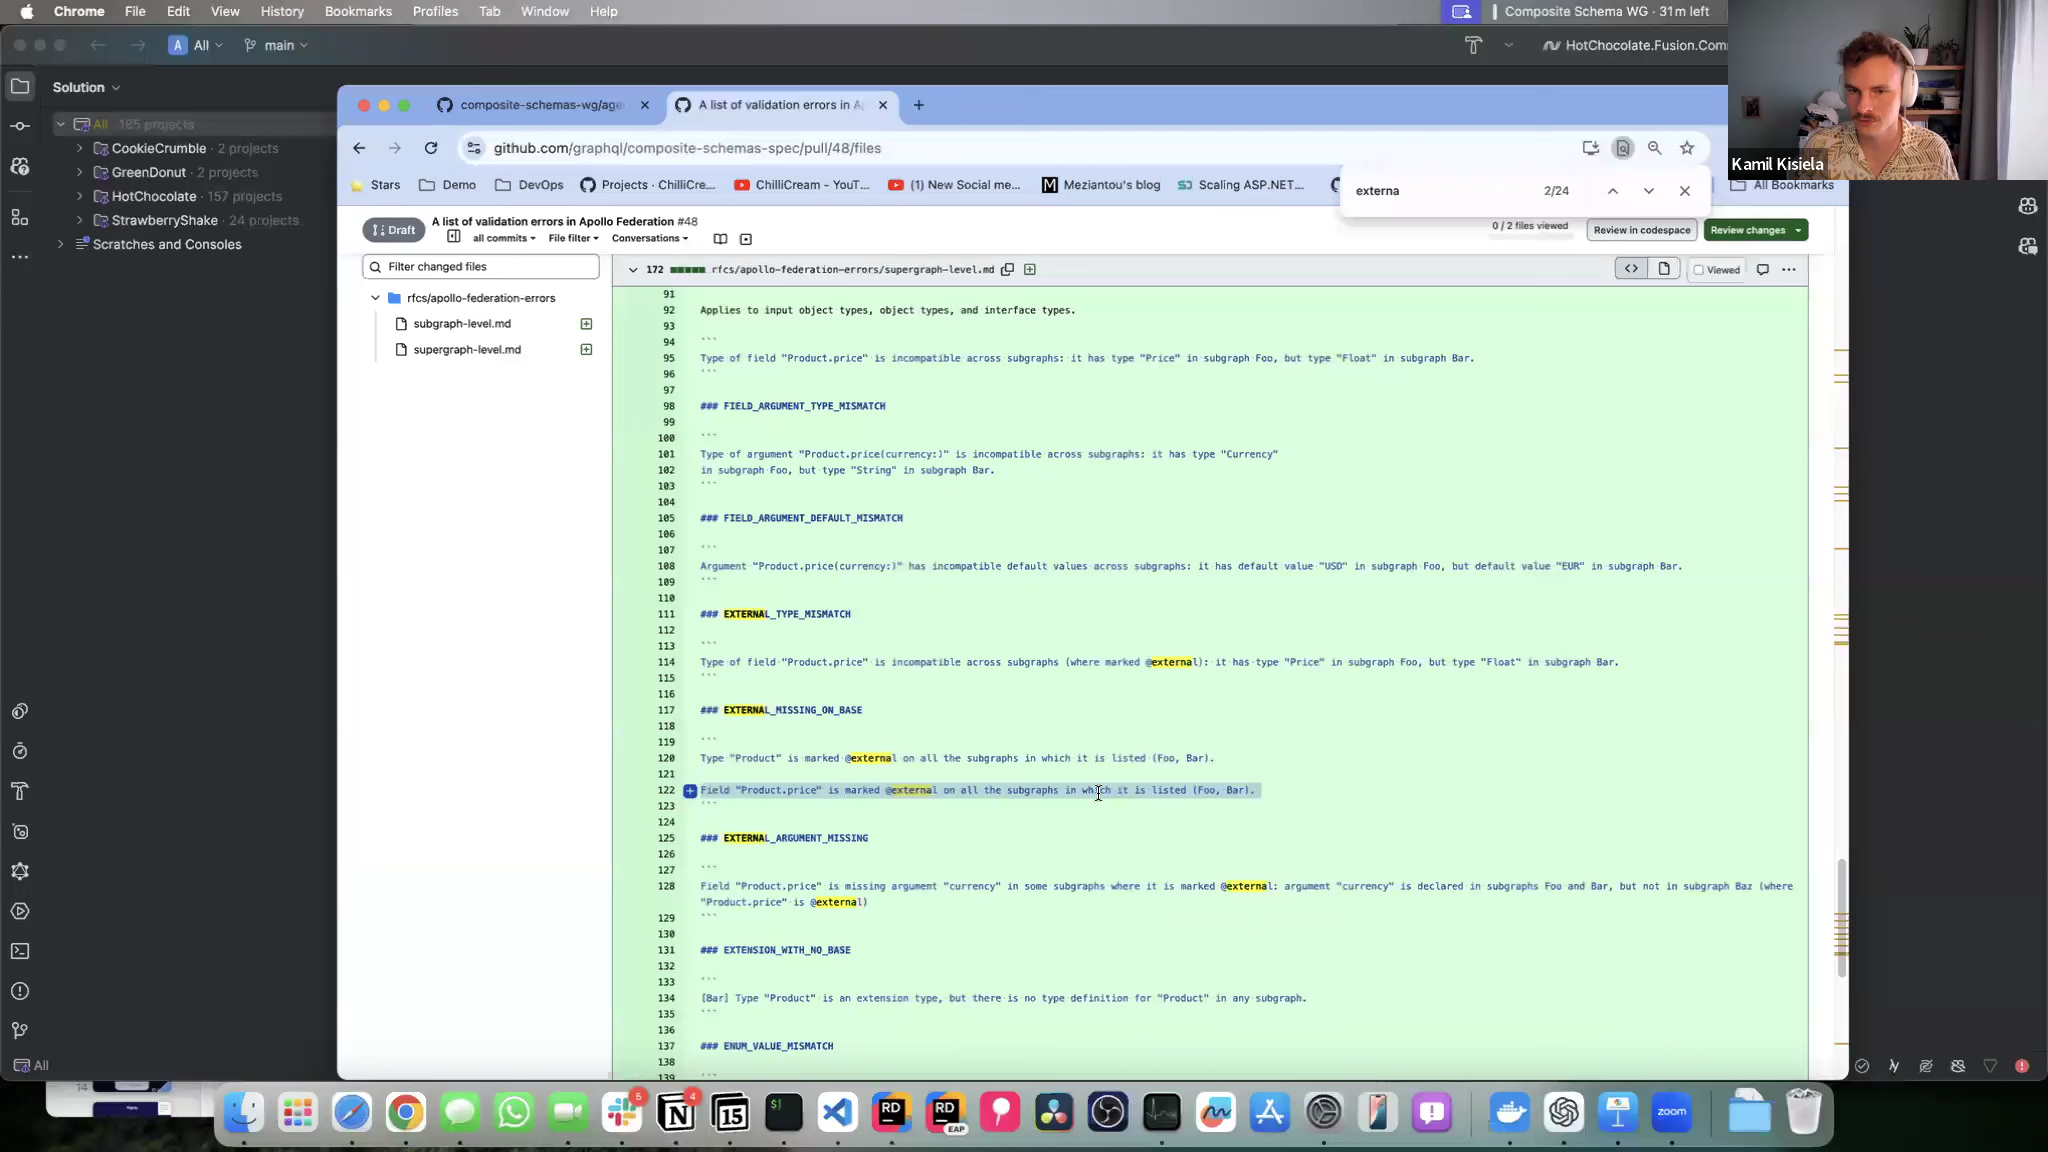 Chrome File Edit View History Bookmarks Profiles Tab Window Help
Composite Schema WG · 31m left
A All main
HotChocolate.Fusion.Com
Kamil Kisiela
Solution
All 185 projects
CookieCrumble · 2 projects
GreenDonut · 2 projects
HotChocolate · 157 projects
StrawberryShake · 24 projects
Scratches and Consoles
composite-schemas-wg/age
A list of validation errors in A
github.com/graphql/composite-schemas-spec/pull/48/files
Stars Demo DevOps Projects · ChilliCre... ChilliCream - YouT... (1) New Social me... Meziantou's blog Scaling ASP.NET... All Bookmarks
externa 2/24
Draft
A list of validation errors in Apollo Federation #48
all commits File filter Conversations
0 / 2 files viewed
Review in codespace
Review changes
Filter changed files
rfcs/apollo-federation-errors
subgraph-level.md
supergraph-level.md
172 rfcs/apollo-federation-errors/supergraph-level.md
Viewed
91
92 Applies to input object types, object types, and interface types.
93
94 ```
95 Type of field "Product.price" is incompatible across subgraphs: it has type "Price" in subgraph Foo, but type "Float" in subgraph Bar.
96 ```
97
98 ### FIELD_ARGUMENT_TYPE_MISMATCH
99
100 ```
101 Type of argument "Product.price(currency:)" is incompatible across subgraphs: it has type "Currency"
102 in subgraph Foo, but type "String" in subgraph Bar.
103 ```
104
105 ### FIELD_ARGUMENT_DEFAULT_MISMATCH
106
107 ```
108 Argument "Product.price(currency:)" has incompatible default values across subgraphs: it has default value "USD" in subgraph Foo, but default value "EUR" in subgraph Bar.
109 ```
110
111 ### EXTERNAL_TYPE_MISMATCH
112
113 ```
114 Type of field "Product.price" is incompatible across subgraphs (where marked @external): it has type "Price" in subgraph Foo, but type "Float" in subgraph Bar.
115 ```
116
117 ### EXTERNAL_MISSING_ON_BASE
118
119 ```
120 Type "Product" is marked @external on all the subgraphs in which it is listed (Foo, Bar).
121
122 Field "Product.price" is marked @external on all the subgraphs in which it is listed (Foo, Bar).
123 ```
124
125 ### EXTERNAL_ARGUMENT_MISSING
126
127 ```
128 Field "Product.price" is missing argument "currency" in some subgraphs where it is marked @external: argument "currency" is declared in subgraphs Foo and Bar, but not in subgraph Baz (where
"Product.price" is @external)
129 ```
130
131 ### EXTENSION_WITH_NO_BASE
132
133 ```
134 [Bar] Type "Product" is an extension type, but there is no type definition for "Product" in any subgraph.
135 ```
136
137 ### ENUM_VALUE_MISMATCH
138
139 ```
All
14
6 4 15 $ RD RD EAP zoom